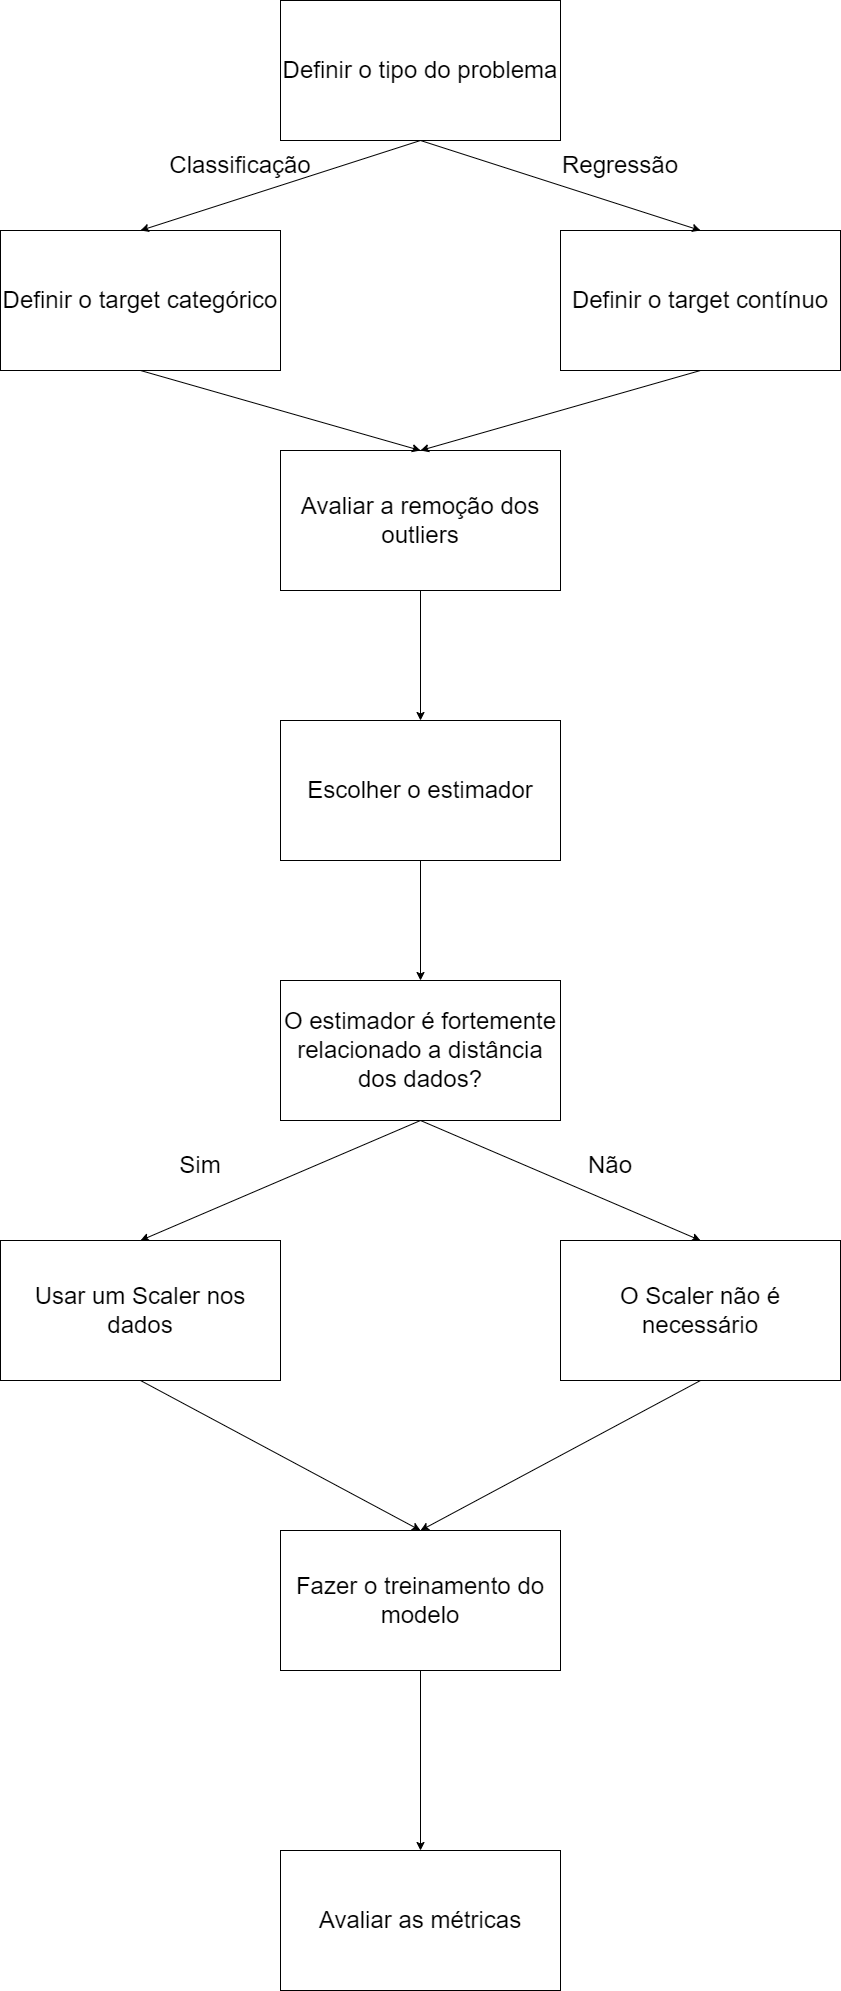 Definir o tipo do problema
Classificação
Regressão
Definir o target categórico
Definir o target contínuo
Avaliar a remoção dos
outliers
Escolher o estimador
O estimador é fortemente
relacionado a distância
dos dados?
Sim
Não
Usar um Scaler nos
dados
O Scaler não é
necessário
Fazer o treinamento do
modelo
Avaliar as métricas